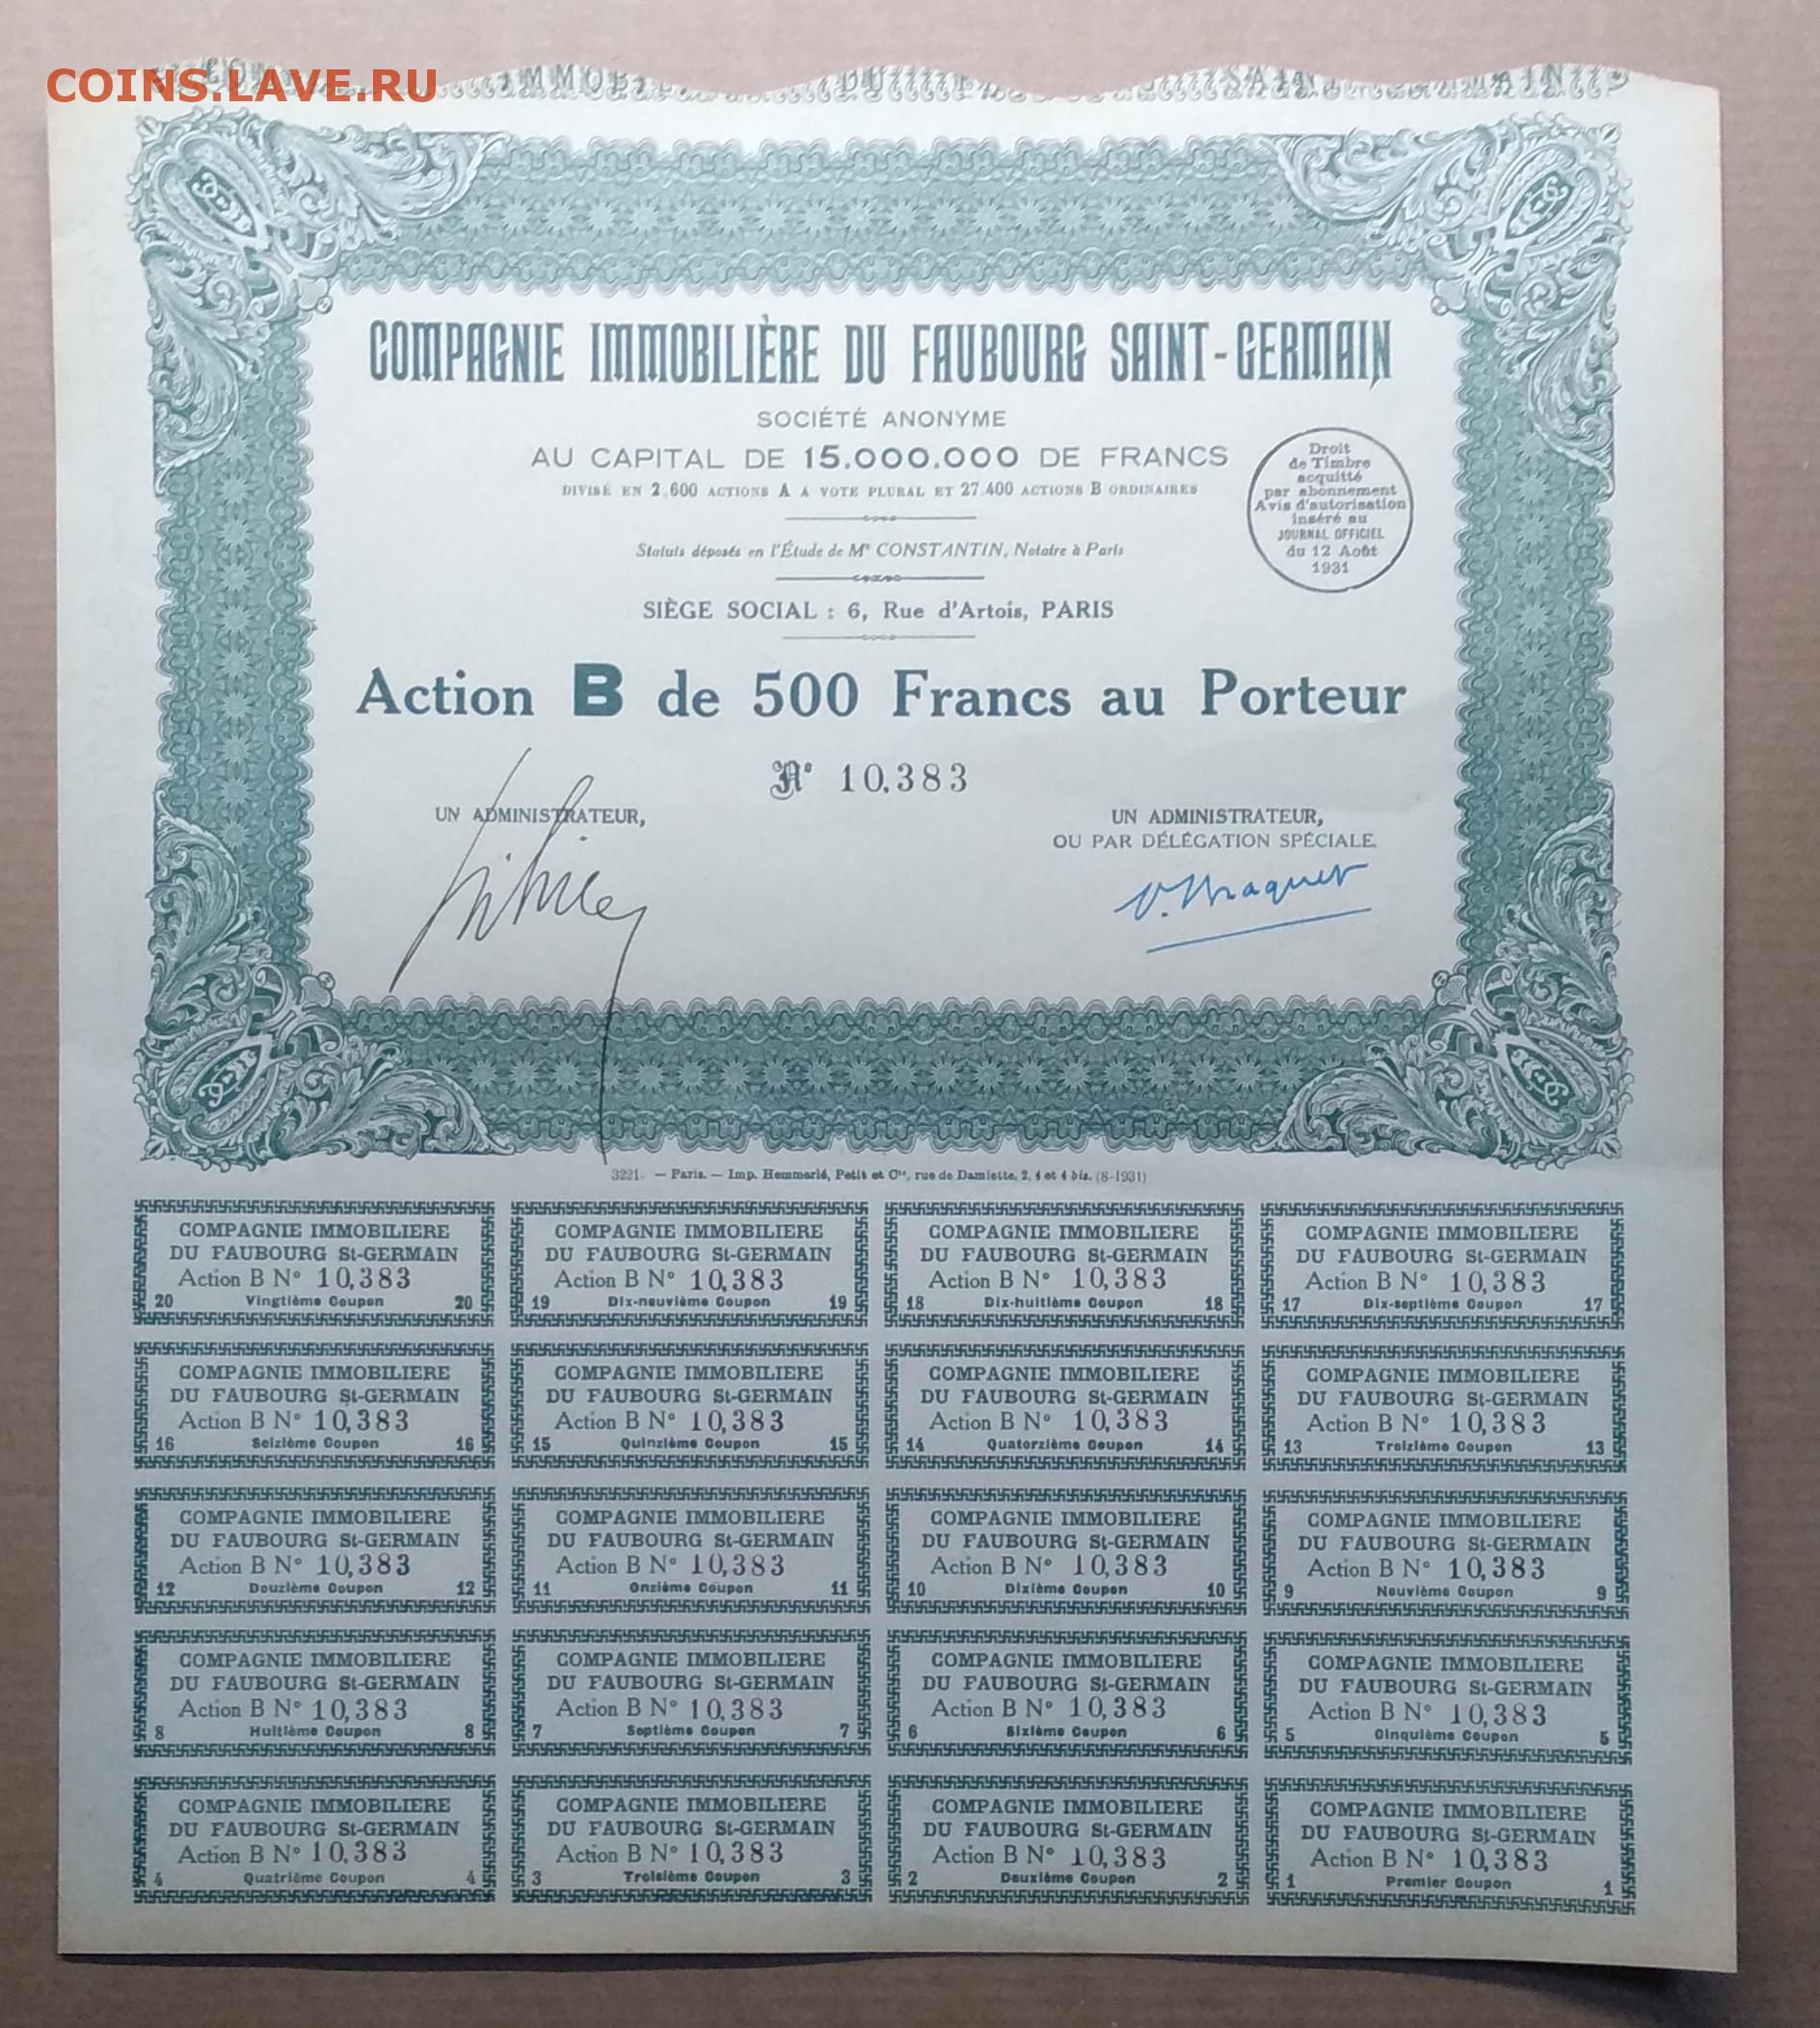 COINS.LAVE.RU
COMPAGNIE IMMOBILIÈRE DU FAUBOURG SAINT-GERMAIN
SOCIÉTÉ ANONYME
AU CAPITAL DE 15.000.000 DE FRANCS
DIVISÉ EN 2.600 ACTIONS A A VOTE PLURAL ET 27.400 ACTIONS B ORDINAIRES
Droit
de Timbre
acquitté
par abonnement
Avis d'autorisation
inséré au
JOURNAL OFFICIEL
du 12 Août
1931
Statuts déposés en l'Étude de Mᵉ CONSTANTIN, Notaire à Paris
SIÈGE SOCIAL : 6, Rue d'Artois, PARIS
Action B de 500 Francs au Porteur
Nº 10,383
UN ADMINISTRATEUR,
UN ADMINISTRATEUR,
OU PAR DÉLÉGATION SPÉCIALE,
3221. — Paris. — Imp. Hemmerlé, Petit et Cⁱᵉ, rue de Damiette, 2, 4 et 4 bis. (8-1931)
COMPAGNIE IMMOBILIERE
DU FAUBOURG St-GERMAIN
Action B Nº 10,383
20 Vingtième Coupon 20
COMPAGNIE IMMOBILIERE
DU FAUBOURG St-GERMAIN
Action B Nº 10,383
19 Dix-neuvième Coupon 19
COMPAGNIE IMMOBILIERE
DU FAUBOURG St-GERMAIN
Action B Nº 10,383
18 Dix-huitième Coupon 18
COMPAGNIE IMMOBILIERE
DU FAUBOURG St-GERMAIN
Action B Nº 10,383
17 Dix-septième Coupon 17
COMPAGNIE IMMOBILIERE
DU FAUBOURG St-GERMAIN
Action B Nº 10,383
16 Seizième Coupon 16
COMPAGNIE IMMOBILIERE
DU FAUBOURG St-GERMAIN
Action B Nº 10,383
15 Quinzième Coupon 15
COMPAGNIE IMMOBILIERE
DU FAUBOURG St-GERMAIN
Action B Nº 10,383
14 Quatorzième Coupon 14
COMPAGNIE IMMOBILIERE
DU FAUBOURG St-GERMAIN
Action B Nº 10,383
13 Treizième Coupon 13
COMPAGNIE IMMOBILIERE
DU FAUBOURG St-GERMAIN
Action B Nº 10,383
12 Douzième Coupon 12
COMPAGNIE IMMOBILIERE
DU FAUBOURG St-GERMAIN
Action B Nº 10,383
11 Onzième Coupon 11
COMPAGNIE IMMOBILIERE
DU FAUBOURG St-GERMAIN
Action B Nº 10,383
10 Dixième Coupon 10
COMPAGNIE IMMOBILIERE
DU FAUBOURG St-GERMAIN
Action B Nº 10,383
9 Neuvième Coupon 9
COMPAGNIE IMMOBILIERE
DU FAUBOURG St-GERMAIN
Action B Nº 10,383
8 Huitième Coupon 8
COMPAGNIE IMMOBILIERE
DU FAUBOURG St-GERMAIN
Action B Nº 10,383
7 Septième Coupon 7
COMPAGNIE IMMOBILIERE
DU FAUBOURG St-GERMAIN
Action B Nº 10,383
6 Sixième Coupon 6
COMPAGNIE IMMOBILIERE
DU FAUBOURG St-GERMAIN
Action B Nº 10,383
5 Cinquième Coupon 5
COMPAGNIE IMMOBILIERE
DU FAUBOURG St-GERMAIN
Action B Nº 10,383
4 Quatrième Coupon 4
COMPAGNIE IMMOBILIERE
DU FAUBOURG St-GERMAIN
Action B Nº 10,383
3 Troisième Coupon 3
COMPAGNIE IMMOBILIERE
DU FAUBOURG St-GERMAIN
Action B Nº 10,383
2 Deuxième Coupon 2
COMPAGNIE IMMOBILIERE
DU FAUBOURG St-GERMAIN
Action B Nº 10,383
1 Premier Coupon 1